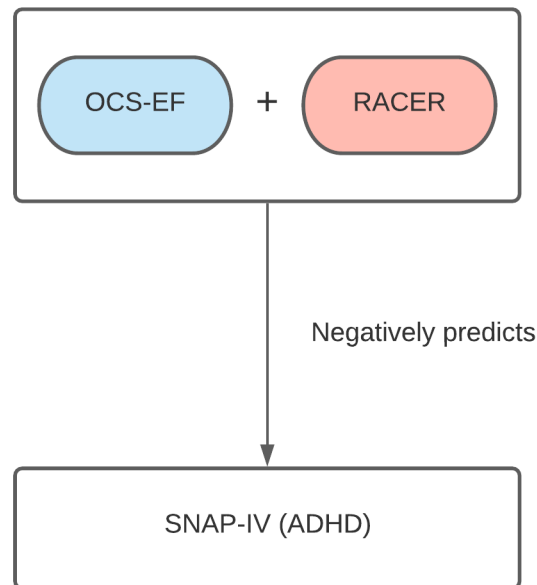 OCS-EF + RACER
Negatively predicts
SNAP-IV (ADHD)